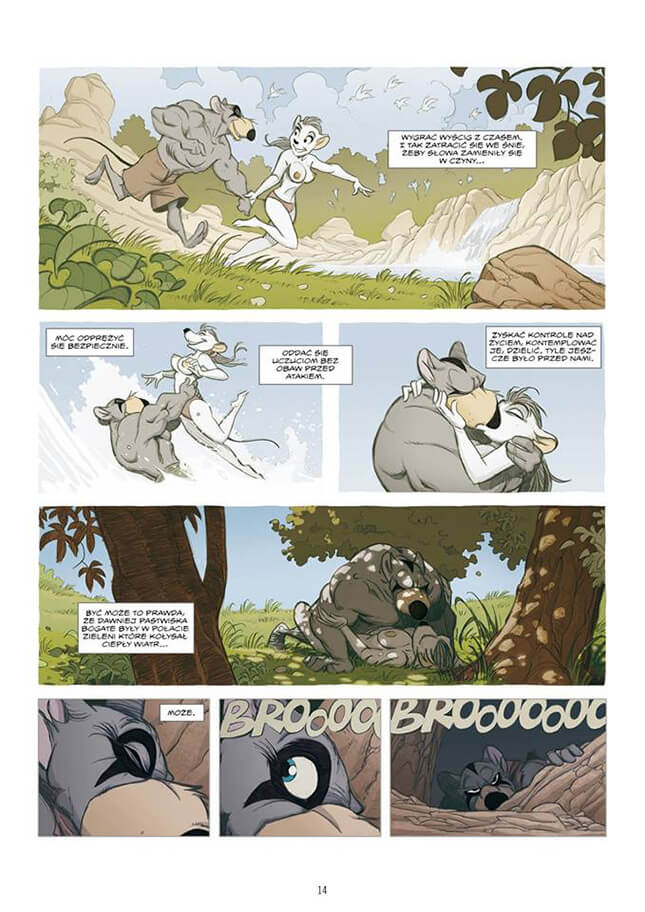 WYGRAĆ WYŚCIG Z CZASEM,
I TAK ZATRACIĆ SIĘ WE ŚNIE,
ŻEBY SŁOWA ZAMIENIŁY SIĘ
W CZYNY...
MÓC ODPRĘŻYĆ
SIĘ BEZPIECZNIE.
ODDAĆ SIĘ
UCZUCIOM BEZ
OBAW PRZED
ATAKIEM.
ZYSKAĆ KONTROLĘ NAD
ŻYCIEM, KONTEMPLOWAĆ
JE, DZIELIĆ. TYLE JESZ-
CZE BYŁO PRZED NAMI.
BYĆ MOŻE TO PRAWDA,
ŻE DAWNIEJ PASTWISKA
BOGATE BYŁY W POŁACIE
ZIELENI KTÓRE KOŁYSAŁ
CIEPŁY WIATR...
MOŻE.
BROOOOOO
BROOOOOOOO
14